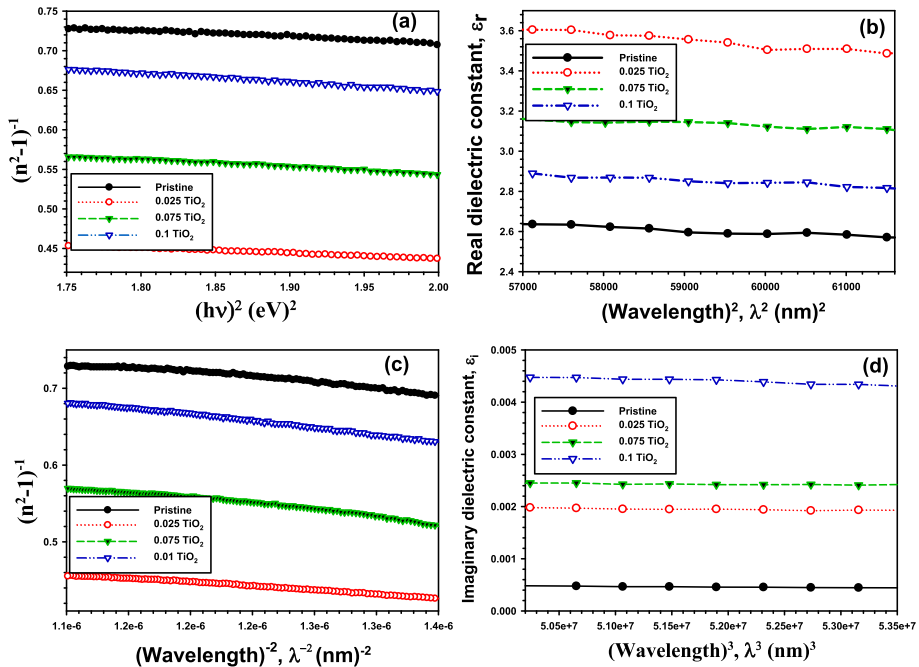 (a)
(n²-1)⁻¹
0.75
0.70
0.65
0.60
0.55
0.50
0.45
Pristine
0.025 TiO₂
0.075 TiO₂
0.1 TiO₂
1.75 1.80 1.85 1.90 1.95 2.00
(hν)² (eV)²
(b)
Real dielectric constant, εr
3.6
3.4
3.2
3.0
2.8
2.6
2.4
Pristine
0.025 TiO₂
0.075 TiO₂
0.1 TiO₂
57000 58000 59000 60000 61000
(Wavelength)², λ² (nm)²
(c)
(n²-1)⁻¹
0.7
0.6
0.5
Pristine
0.025 TiO₂
0.075 TiO₂
0.01 TiO₂
1.1e-6 1.2e-6 1.2e-6 1.2e-6 1.3e-6 1.4e-6
(Wavelength)⁻², λ⁻² (nm)⁻²
(d)
Imaginary dielectric constant, εᵢ
0.005
0.004
0.003
0.002
0.001
0.000
Pristine
0.025 TiO₂
0.075 TiO₂
0.1 TiO₂
5.05e+7 5.10e+7 5.15e+7 5.20e+7 5.25e+7 5.30e+7 5.35e+7
(Wavelength)³, λ³ (nm)³